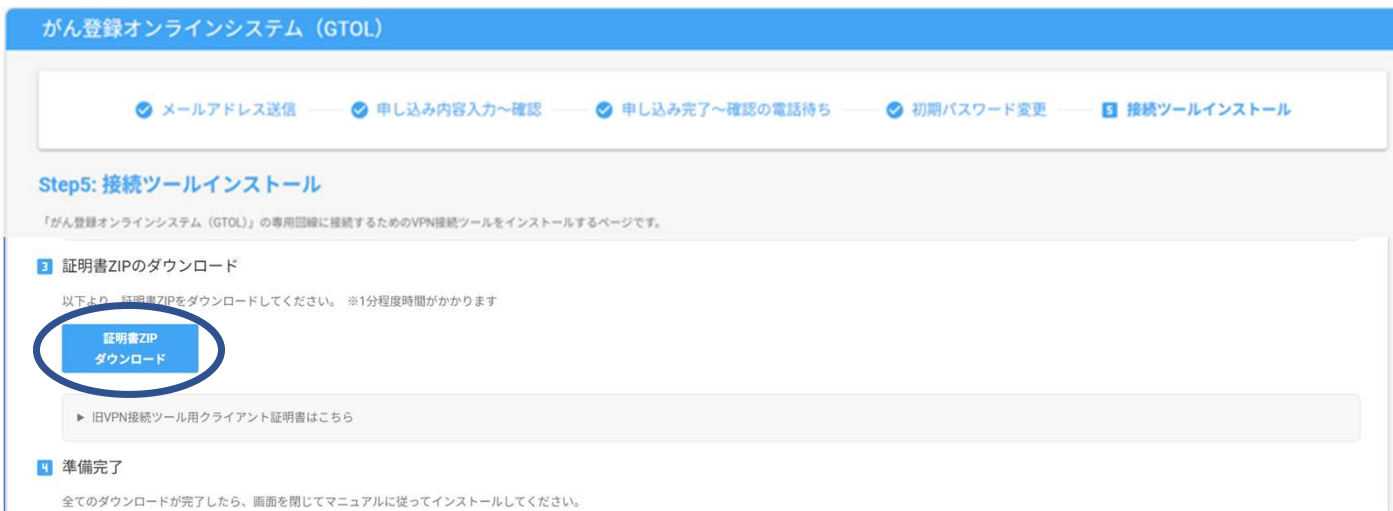 がん登録オンラインシステム（GTOL）
メールアドレス送信 申し込み内容入力～確認 申し込み完了～確認の電話待ち 初期パスワード変更 5 接続ツールインストール
Step5: 接続ツールインストール
「がん登録オンラインシステム（GTOL）」の専用回線に接続するためのVPN接続ツールをインストールするページです。
3 証明書ZIPのダウンロード
以下より、証明書ZIPをダウンロードしてください。 ※1分程度時間がかかります
証明書ZIP
ダウンロード
▶ 旧VPN接続ツール用クライアント証明書はこちら
4 準備完了
全てのダウンロードが完了したら、画面を閉じてマニュアルに従ってインストールしてください。